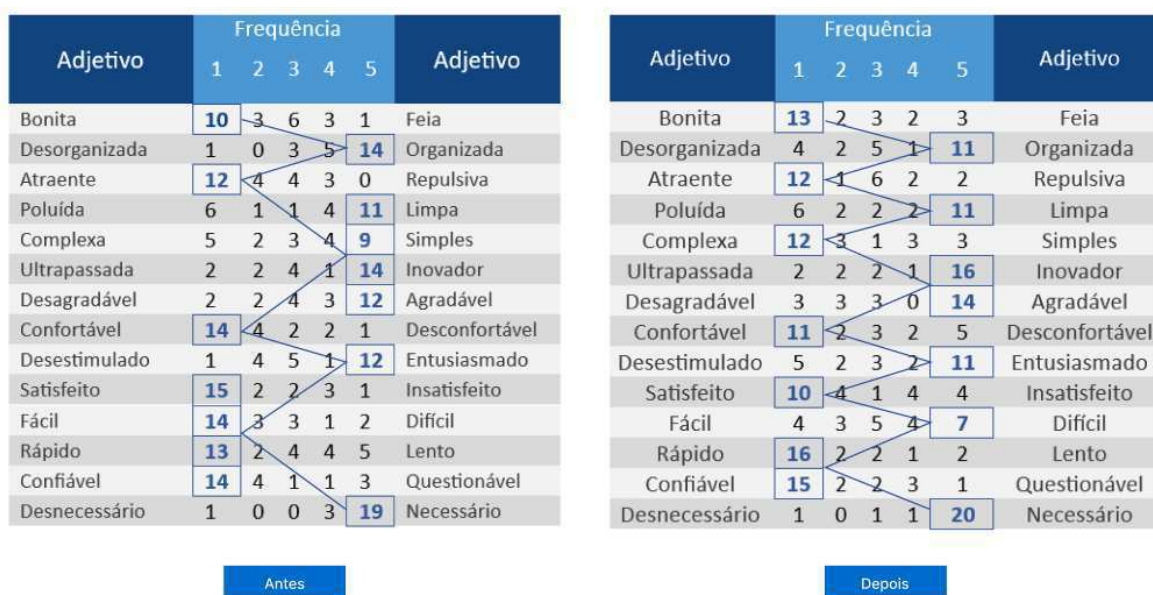 Adjetivo Frequência Adjetivo
1 2 3 4 5
Bonita 10 3 6 3 1 Feia
Desorganizada 1 0 3 5 14 Organizada
Atraente 12 4 4 3 0 Repulsiva
Poluída 6 1 1 4 11 Limpa
Complexa 5 2 3 4 9 Simples
Ultrapassada 2 2 4 1 14 Inovador
Desagradável 2 2 4 3 12 Agradável
Confortável 14 4 2 2 1 Desconfortável
Desestimulado 1 4 5 1 12 Entusiasmado
Satisfeito 15 2 2 3 1 Insatisfeito
Fácil 14 3 3 1 2 Difícil
Rápido 13 2 4 4 5 Lento
Confiável 14 4 1 1 3 Questionável
Desnecessário 1 0 0 3 19 Necessário
Antes
Adjetivo Frequência Adjetivo
1 2 3 4 5
Bonita 13 2 3 2 3 Feia
Desorganizada 4 2 5 1 11 Organizada
Atraente 12 1 6 2 2 Repulsiva
Poluída 6 2 2 2 11 Limpa
Complexa 12 3 1 3 3 Simples
Ultrapassada 2 2 2 1 16 Inovador
Desagradável 3 3 3 0 14 Agradável
Confortável 11 2 3 2 5 Desconfortável
Desestimulado 5 2 3 2 11 Entusiasmado
Satisfeito 10 4 1 4 4 Insatisfeito
Fácil 4 3 5 4 7 Difícil
Rápido 16 2 2 1 2 Lento
Confiável 15 2 2 3 1 Questionável
Desnecessário 1 0 1 1 20 Necessário
Depois